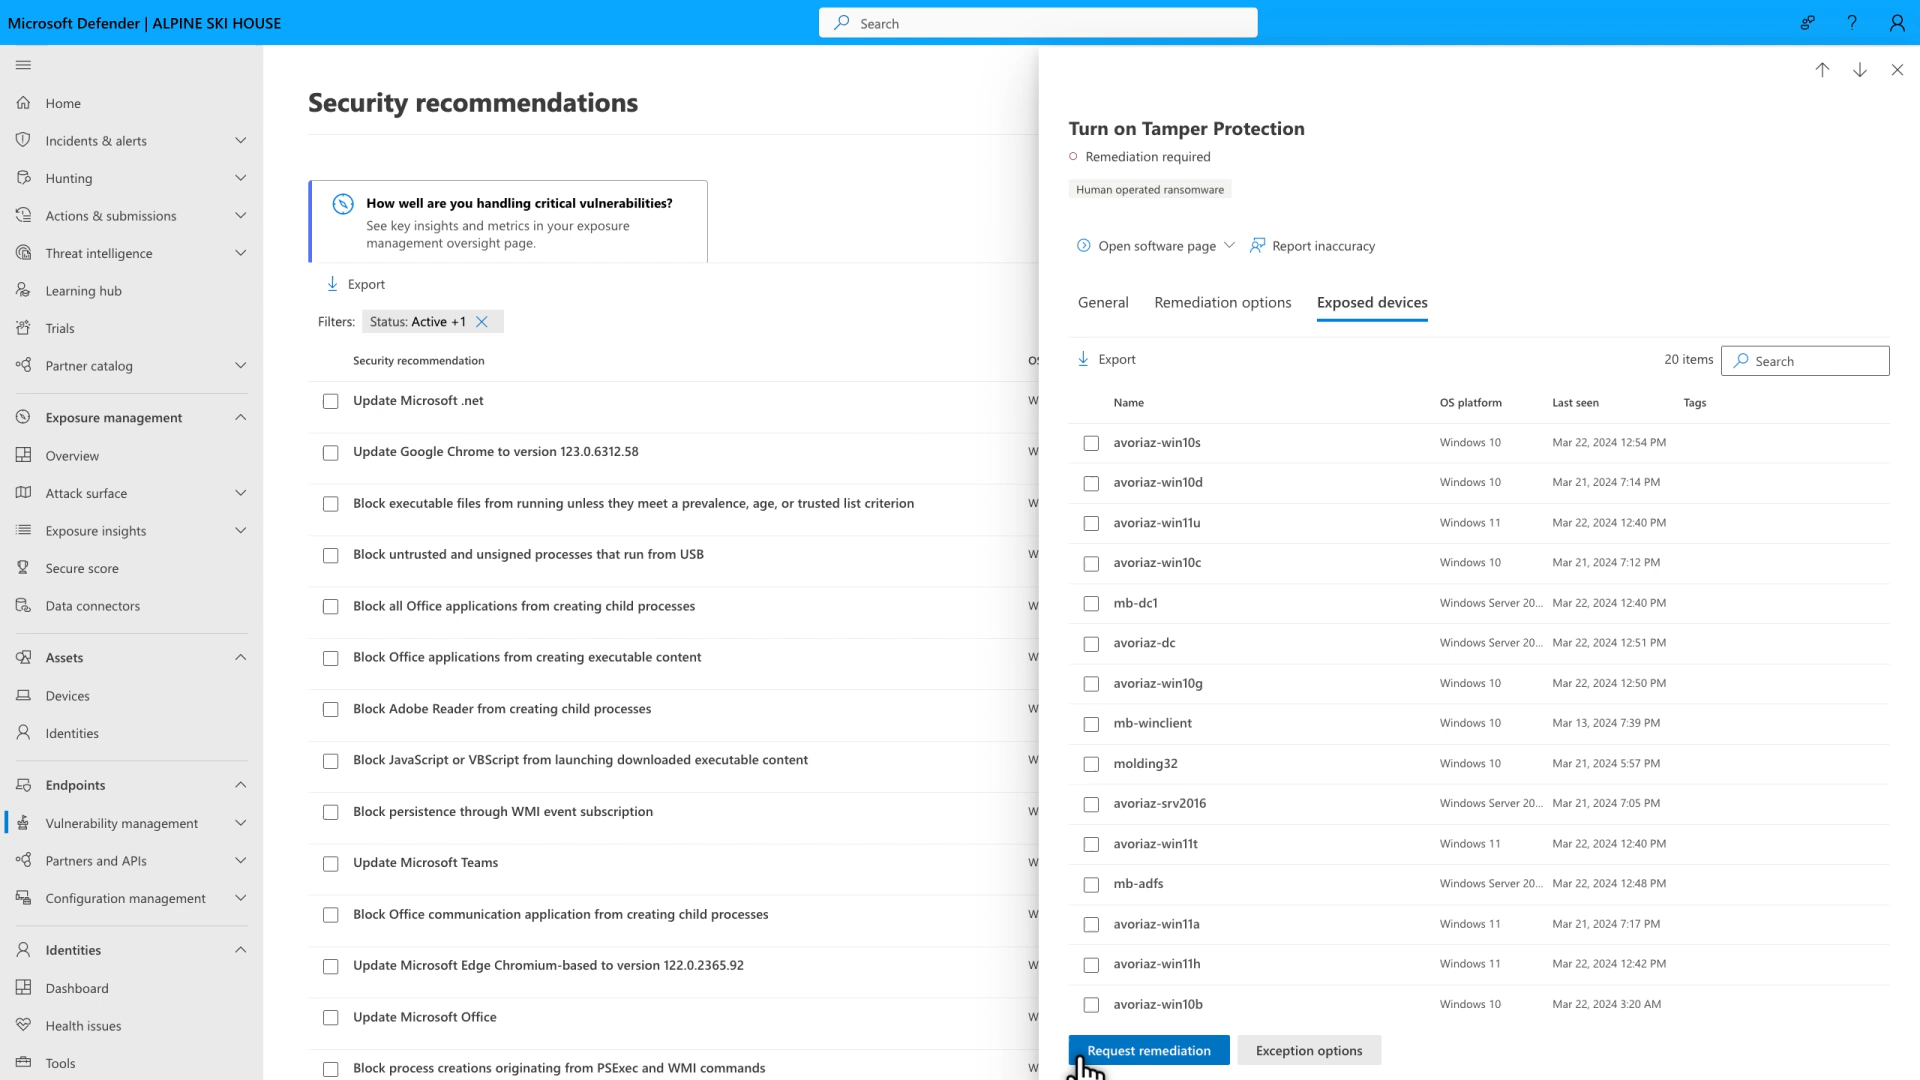 Microsoft Defender | ALPINE SKI HOUSE
Search
?
Home
Incidents & alerts
Hunting
Actions & submissions
Threat intelligence
Learning hub
Trials
Partner catalog
Exposure management
Overview
Attack surface
Exposure insights
Secure score
Data connectors
Assets
Devices
Identities
Endpoints
Vulnerability management
Partners and APIs
Configuration management
Identities
Dashboard
Health issues
Tools
Security recommendations
How well are you handling critical vulnerabilities?
See key insights and metrics in your exposure
management oversight page.
Export
Filters: Status: Active +1
Security recommendation OS
Update Microsoft .net W
Update Google Chrome to version 123.0.6312.58 W
Block executable files from running unless they meet a prevalence, age, or trusted list criterion W
Block untrusted and unsigned processes that run from USB W
Block all Office applications from creating child processes W
Block Office applications from creating executable content W
Block Adobe Reader from creating child processes W
Block JavaScript or VBScript from launching downloaded executable content W
Block persistence through WMI event subscription W
Update Microsoft Teams W
Block Office communication application from creating child processes W
Update Microsoft Edge Chromium-based to version 122.0.2365.92 W
Update Microsoft Office W
Block process creations originating from PSExec and WMI commands W
Turn on Tamper Protection
Remediation required
Human operated ransomware
Open software page Report inaccuracy
General Remediation options Exposed devices
Export 20 items Search
Name OS platform Last seen Tags
avoriaz-win10s Windows 10 Mar 22, 2024 12:54 PM
avoriaz-win10d Windows 10 Mar 21, 2024 7:14 PM
avoriaz-win11u Windows 11 Mar 22, 2024 12:40 PM
avoriaz-win10c Windows 10 Mar 21, 2024 7:12 PM
mb-dc1 Windows Server 20... Mar 22, 2024 12:40 PM
avoriaz-dc Windows Server 20... Mar 22, 2024 12:51 PM
avoriaz-win10g Windows 10 Mar 22, 2024 12:50 PM
mb-winclient Windows 10 Mar 13, 2024 7:39 PM
molding32 Windows 10 Mar 21, 2024 5:57 PM
avoriaz-srv2016 Windows Server 20... Mar 21, 2024 7:05 PM
avoriaz-win11t Windows 11 Mar 22, 2024 12:40 PM
mb-adfs Windows Server 20... Mar 22, 2024 12:48 PM
avoriaz-win11a Windows 11 Mar 21, 2024 7:17 PM
avoriaz-win11h Windows 11 Mar 22, 2024 12:42 PM
avoriaz-win10b Windows 10 Mar 22, 2024 3:20 AM
Request remediation Exception options